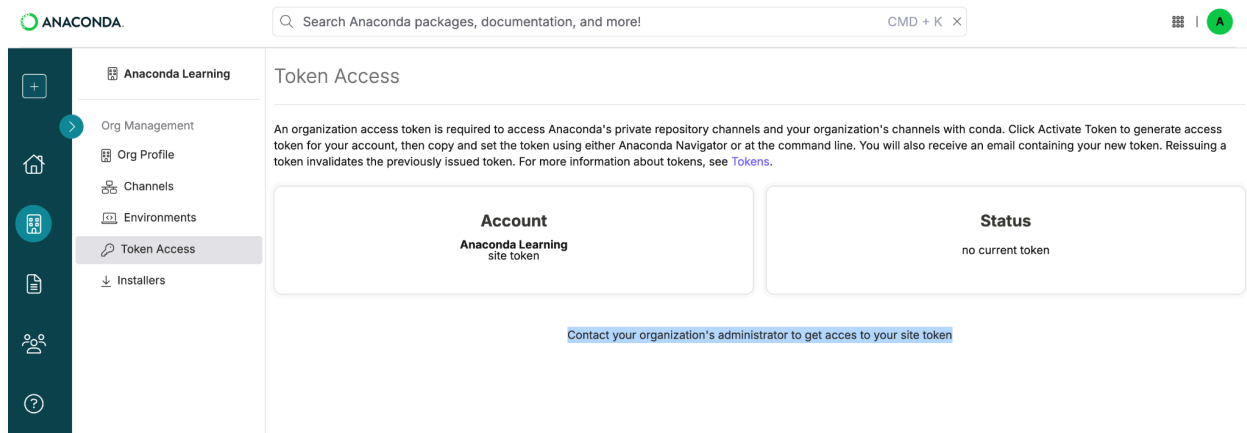 ANACONDA.
Search Anaconda packages, documentation, and more!
CMD + K
A
Anaconda Learning
Org Management
Org Profile
Channels
Environments
Token Access
Installers
Token Access
An organization access token is required to access Anaconda's private repository channels and your organization's channels with conda. Click Activate Token to generate access
token for your account, then copy and set the token using either Anaconda Navigator or at the command line. You will also receive an email containing your new token. Reissuing a
token invalidates the previously issued token. For more information about tokens, see Tokens.
Account
Anaconda Learning
site token
Status
no current token
Contact your organization's administrator to get acces to your site token